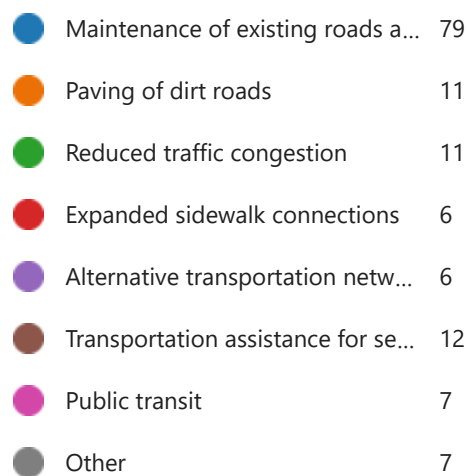 Maintenance of existing roads a... 79
Paving of dirt roads 11
Reduced traffic congestion 11
Expanded sidewalk connections 6
Alternative transportation netw... 6
Transportation assistance for se... 12
Public transit 7
Other 7